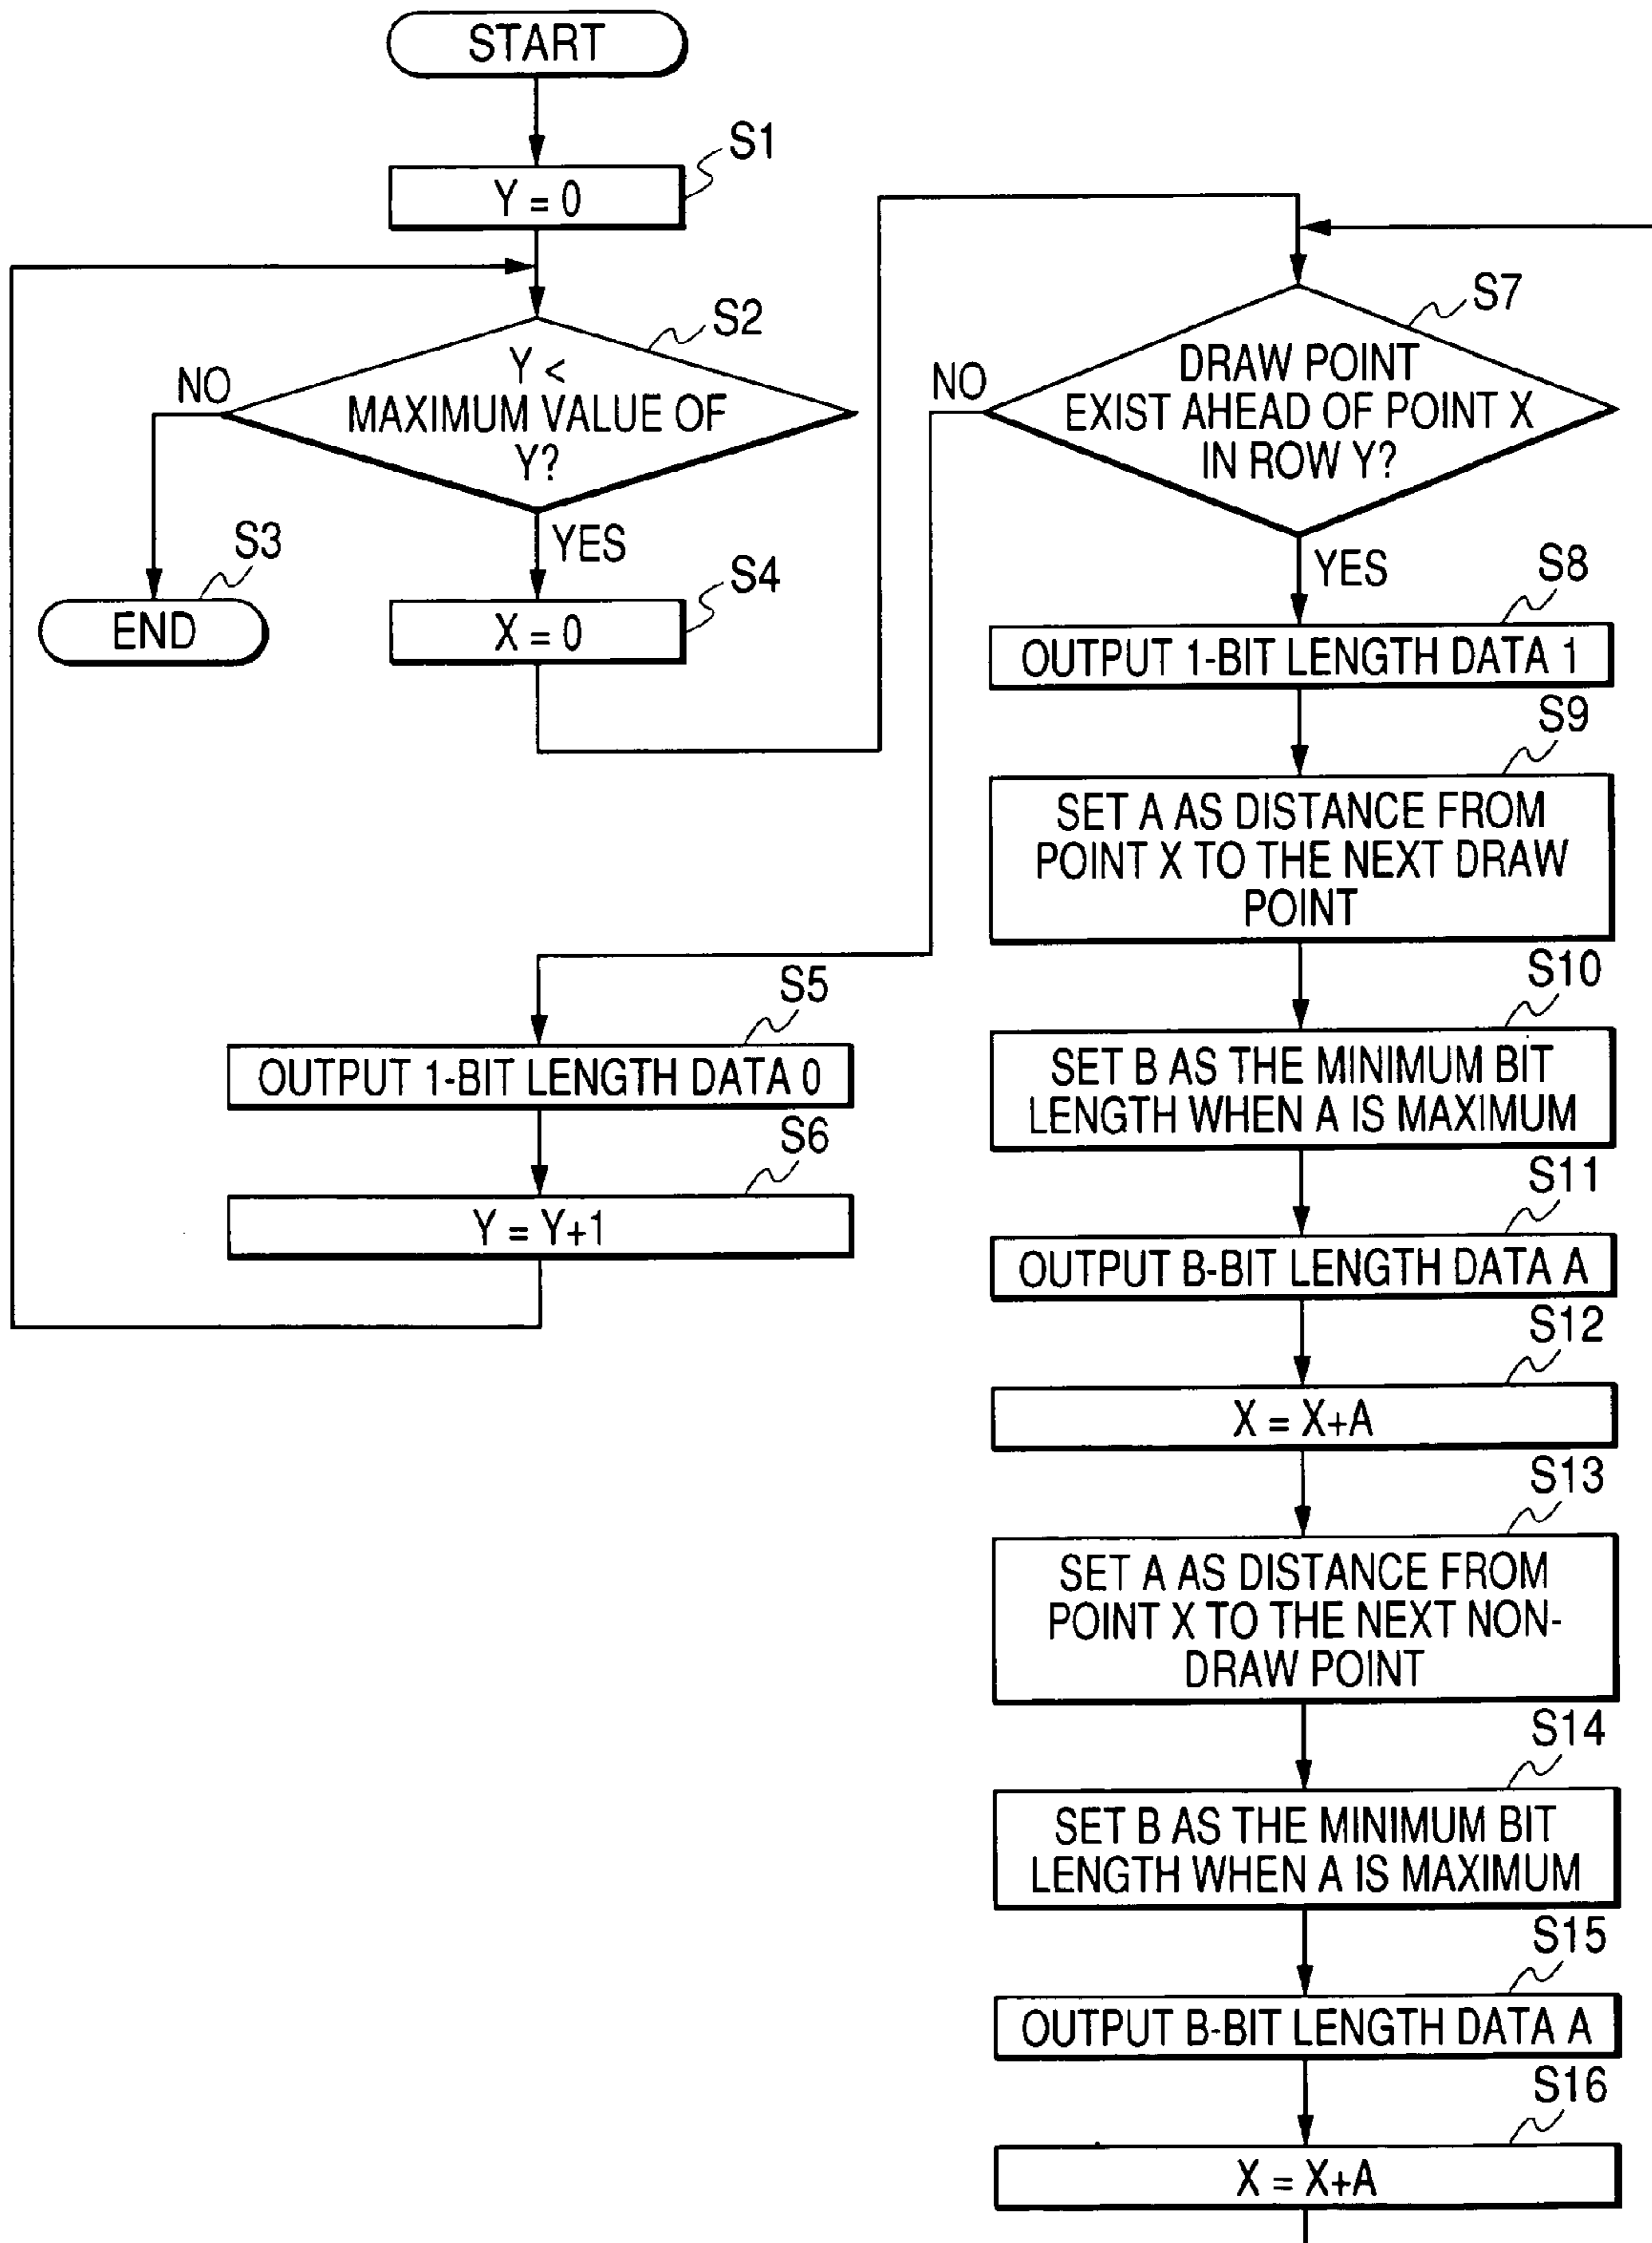 START
S1
Y = 0
S2
Y <
MAXIMUM VALUE OF
Y?
NO
YES
S3
END
S4
X = 0
S5
OUTPUT 1-BIT LENGTH DATA 0
S6
Y = Y+1
S7
DRAW POINT
EXIST AHEAD OF POINT X
IN ROW Y?
NO
YES
S8
OUTPUT 1-BIT LENGTH DATA 1
S9
SET A AS DISTANCE FROM
POINT X TO THE NEXT DRAW
POINT
S10
SET B AS THE MINIMUM BIT
LENGTH WHEN A IS MAXIMUM
S11
OUTPUT B-BIT LENGTH DATA A
S12
X = X+A
S13
SET A AS DISTANCE FROM
POINT X TO THE NEXT NON-
DRAW POINT
S14
SET B AS THE MINIMUM BIT
LENGTH WHEN A IS MAXIMUM
S15
OUTPUT B-BIT LENGTH DATA A
S16
X = X+A